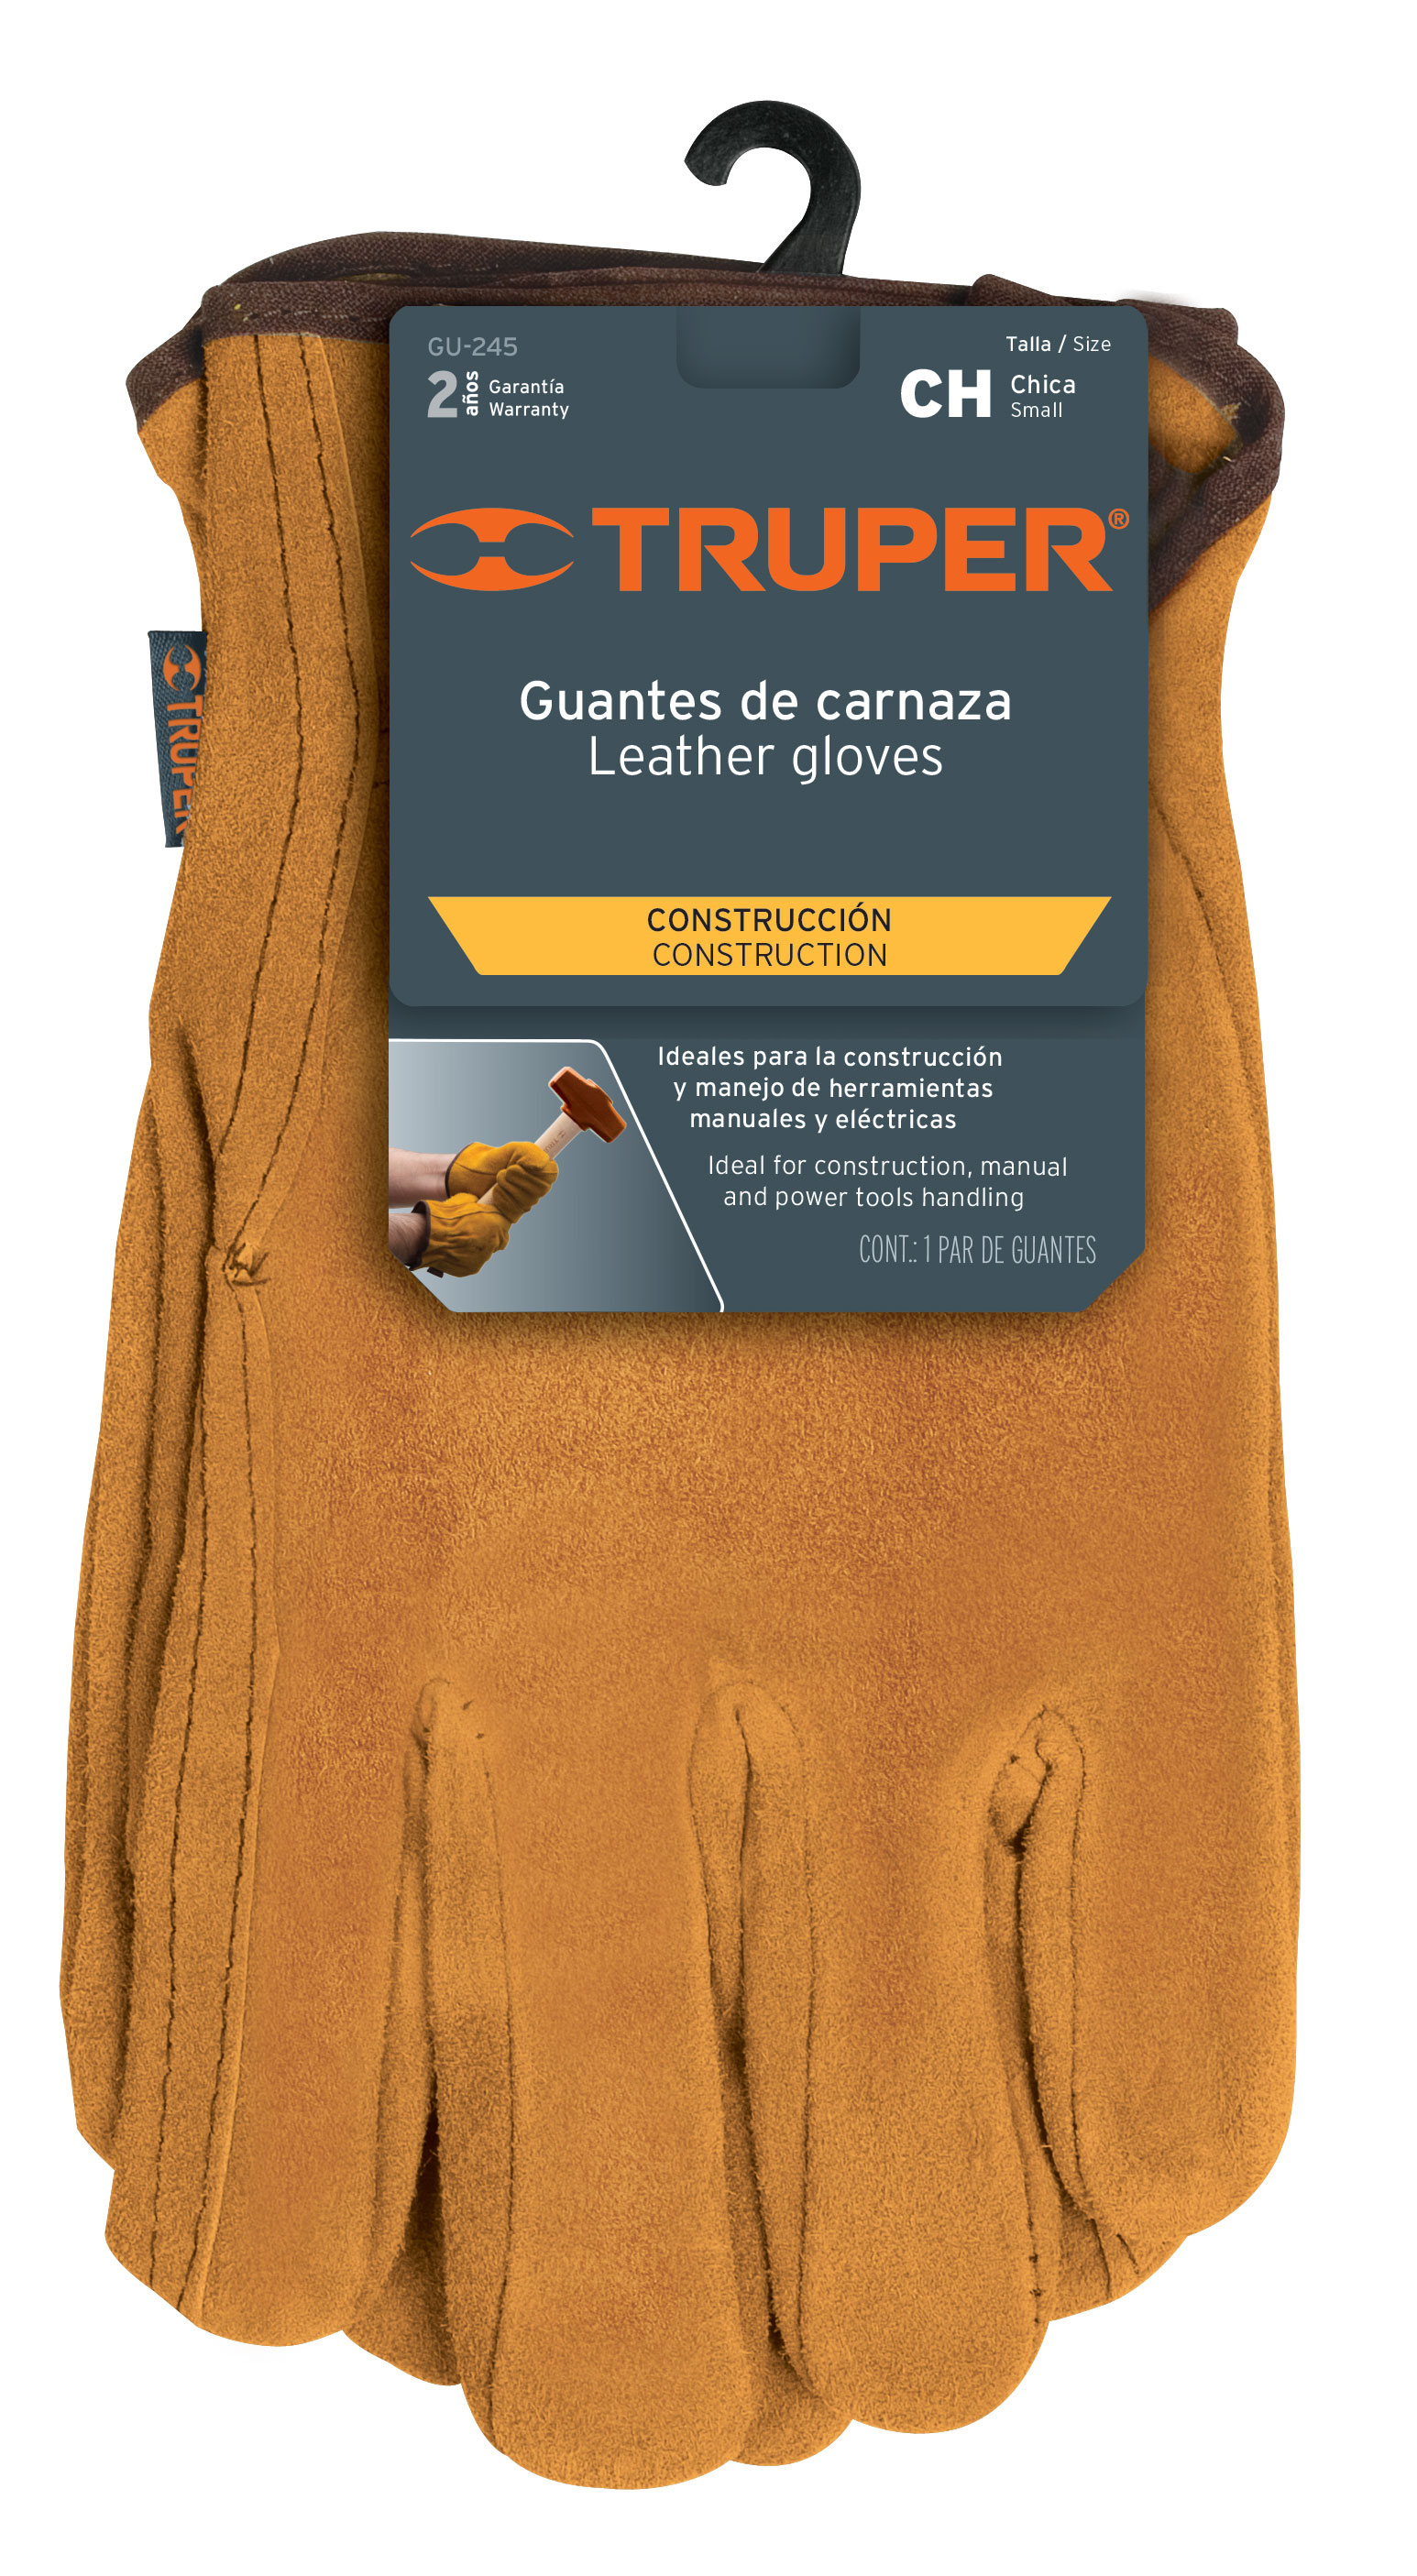 GU-245
2 años Garantía
Warranty
Talla / Size
CH Chica
Small
TRUPER®
TRUPER
Guantes de carnaza
Leather gloves
CONSTRUCCIÓN
CONSTRUCTION
Ideales para la construcción
y manejo de herramientas
manuales y eléctricas
Ideal for construction, manual
and power tools handling
CONT.: 1 PAR DE GUANTES